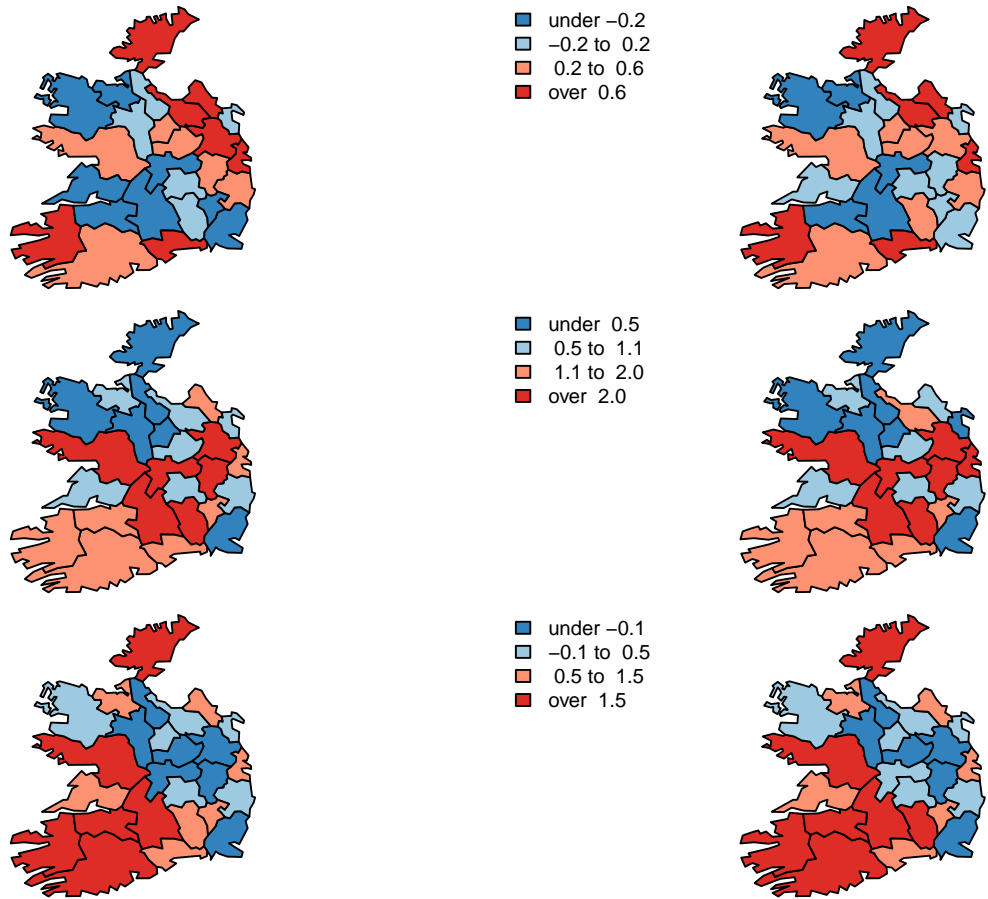 under −0.2
−0.2 to  0.2
0.2 to  0.6
over  0.6
under  0.5
0.5 to  1.1
1.1 to  2.0
over  2.0
under −0.1
−0.1 to  0.5
0.5 to  1.5
over  1.5